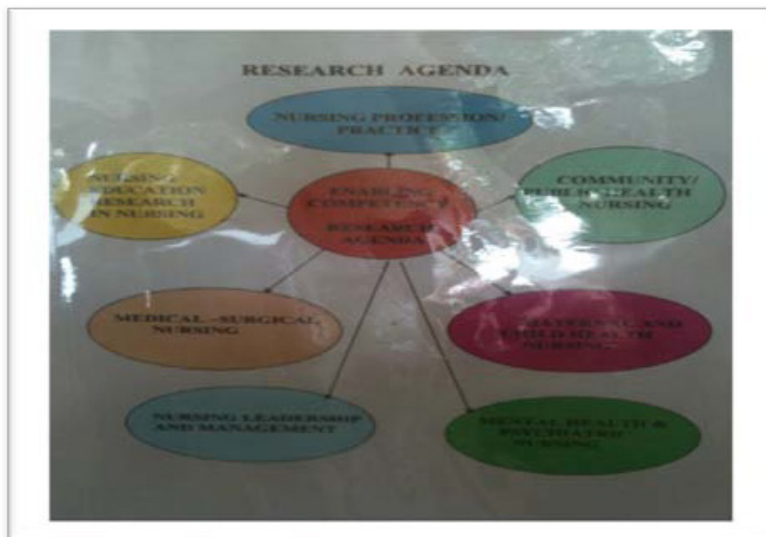 RESEARCH AGENDA
NURSING PROFESSION/
PRACTICE
NURSING
EDUCATION
RESEARCH
IN NURSING
ENABLING
COMPETENCY
RESEARCH
AGENDA
COMMUNITY/
PUBLIC HEALTH
NURSING
MEDICAL –SURGICAL
NURSING
MATERNAL AND
CHILD HEALTH
NURSING
NURSING LEADERSHIP
AND MANAGEMENT
MENTAL HEALTH &
PSYCHIATRIC
NURSING